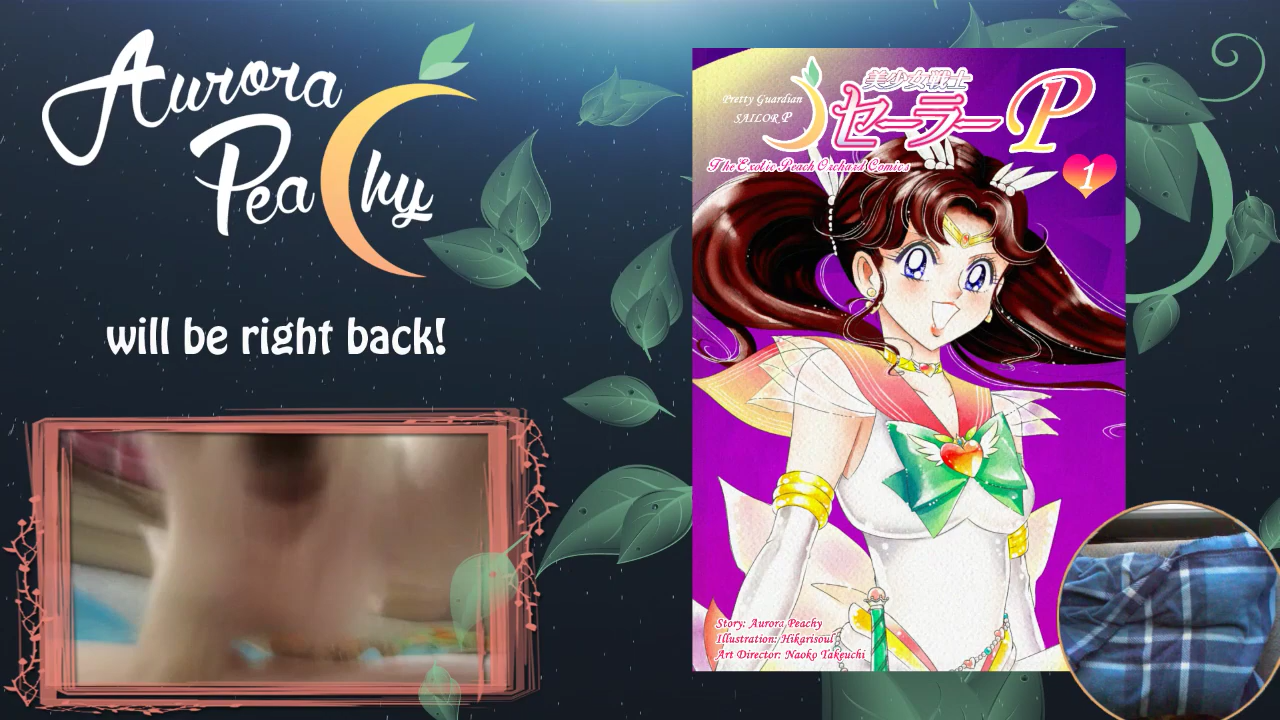 Aurora
Peachy
will be right back!
美少女戦士
Pretty Guardian
SAILOR P
セーラーP
The Exotic Peach Orchard Comics
1
Story: Aurora Peachy
Illustration: Hikarisoul
Art Director: Naoko Takeuchi